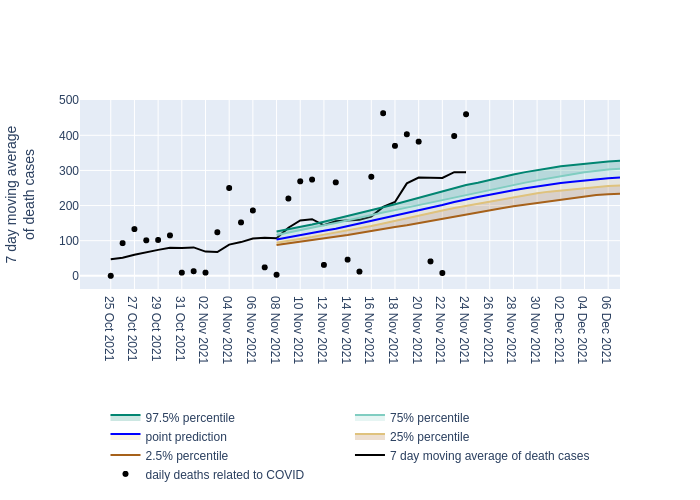 7 day moving average
of death cases
500
400
300
200
100
0
25 Oct 2021
27 Oct 2021
29 Oct 2021
31 Oct 2021
02 Nov 2021
04 Nov 2021
06 Nov 2021
08 Nov 2021
10 Nov 2021
12 Nov 2021
14 Nov 2021
16 Nov 2021
18 Nov 2021
20 Nov 2021
22 Nov 2021
24 Nov 2021
26 Nov 2021
28 Nov 2021
30 Nov 2021
02 Dec 2021
04 Dec 2021
06 Dec 2021
97.5% percentile
75% percentile
point prediction
25% percentile
2.5% percentile
7 day moving average of death cases
daily deaths related to COVID